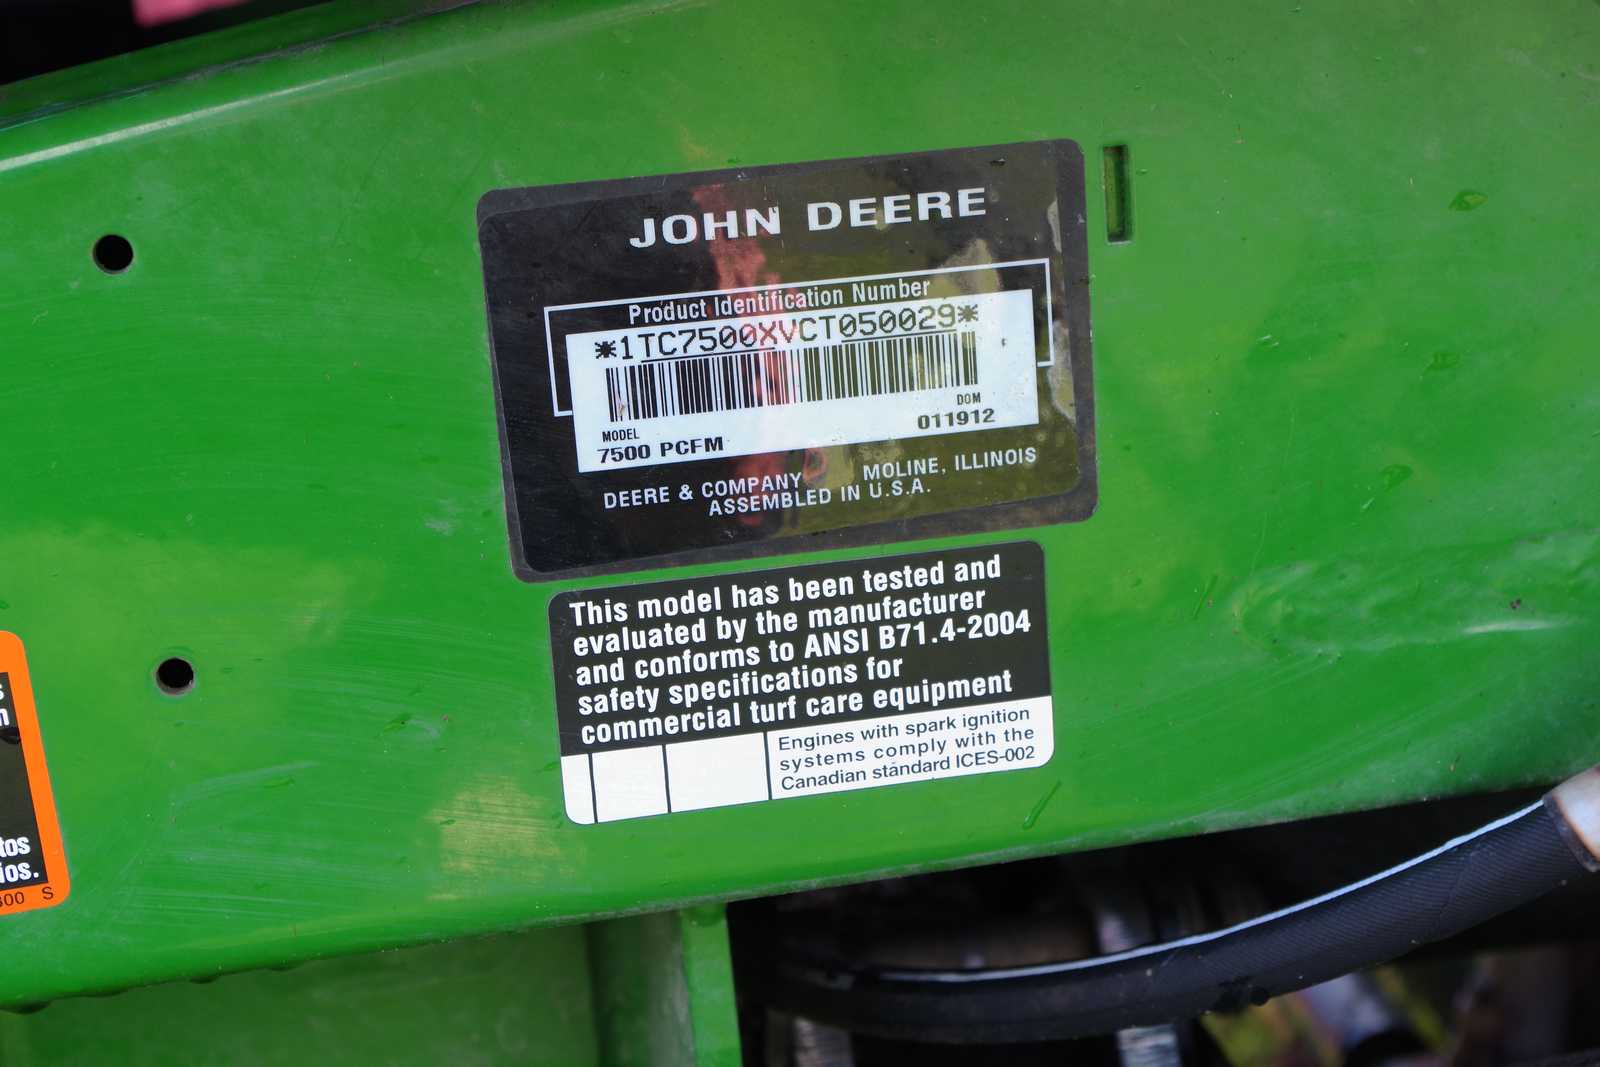 JOHN DEERE
Product Identification Number
*1TC7500XVCT050029*
MODEL
7500 PCFM
DOM
011912
DEERE & COMPANY MOLINE, ILLINOIS
ASSEMBLED IN U.S.A.
This model has been tested and
evaluated by the manufacturer
and conforms to ANSI B71.4-2004
safety specifications for
commercial turf care equipment
Engines with spark ignition
systems comply with the
Canadian standard ICES-002
S